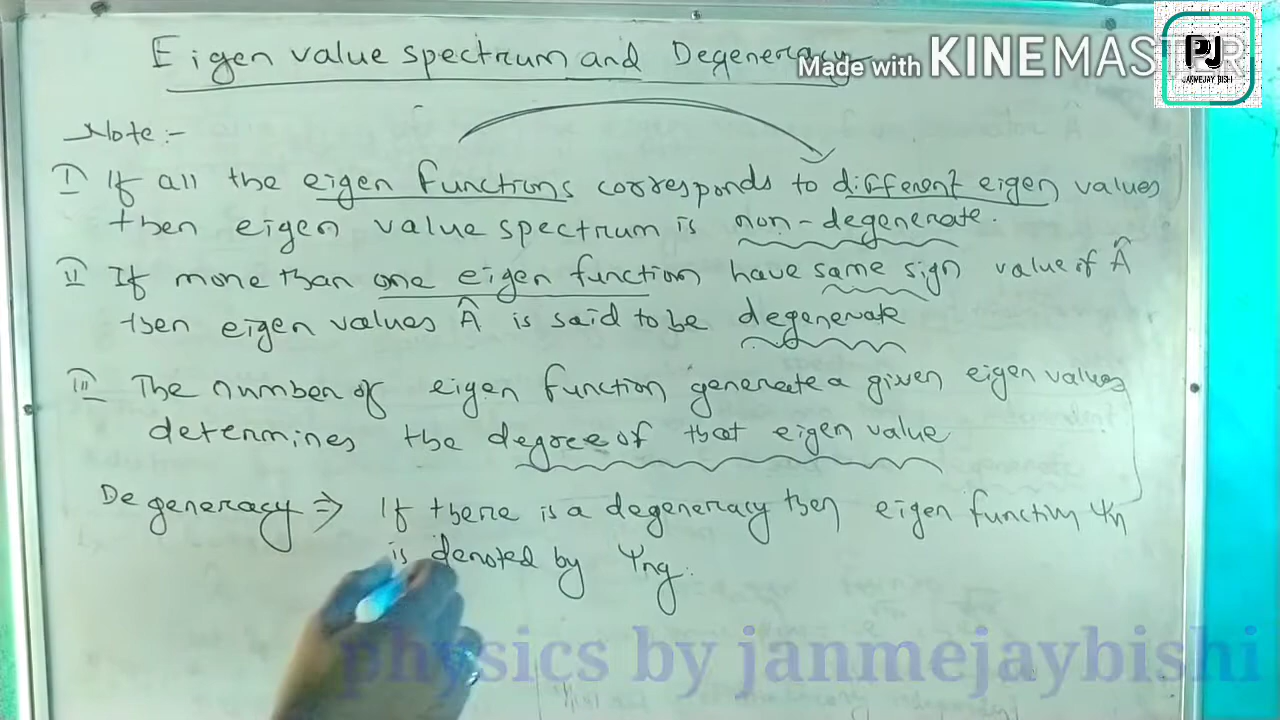 Eigen value spectrum and Degeneracy
Made with KINEMASTER
PJ
JANMEJAY BISHI
Note:-
I If all the eigen functions corresponds to different eigen values
then eigen value spectrum is non-degenerate.
II If more than one eigen function have same sign value of Â
then eigen values Â is said to be degenerate
III The number of eigen function generate a given eigen values
determines the degree of that eigen value
Degeneracy ⇒ If there is a degeneracy then eigen function Ψn
is denoted by Ψng.
physics by janmejaybishi